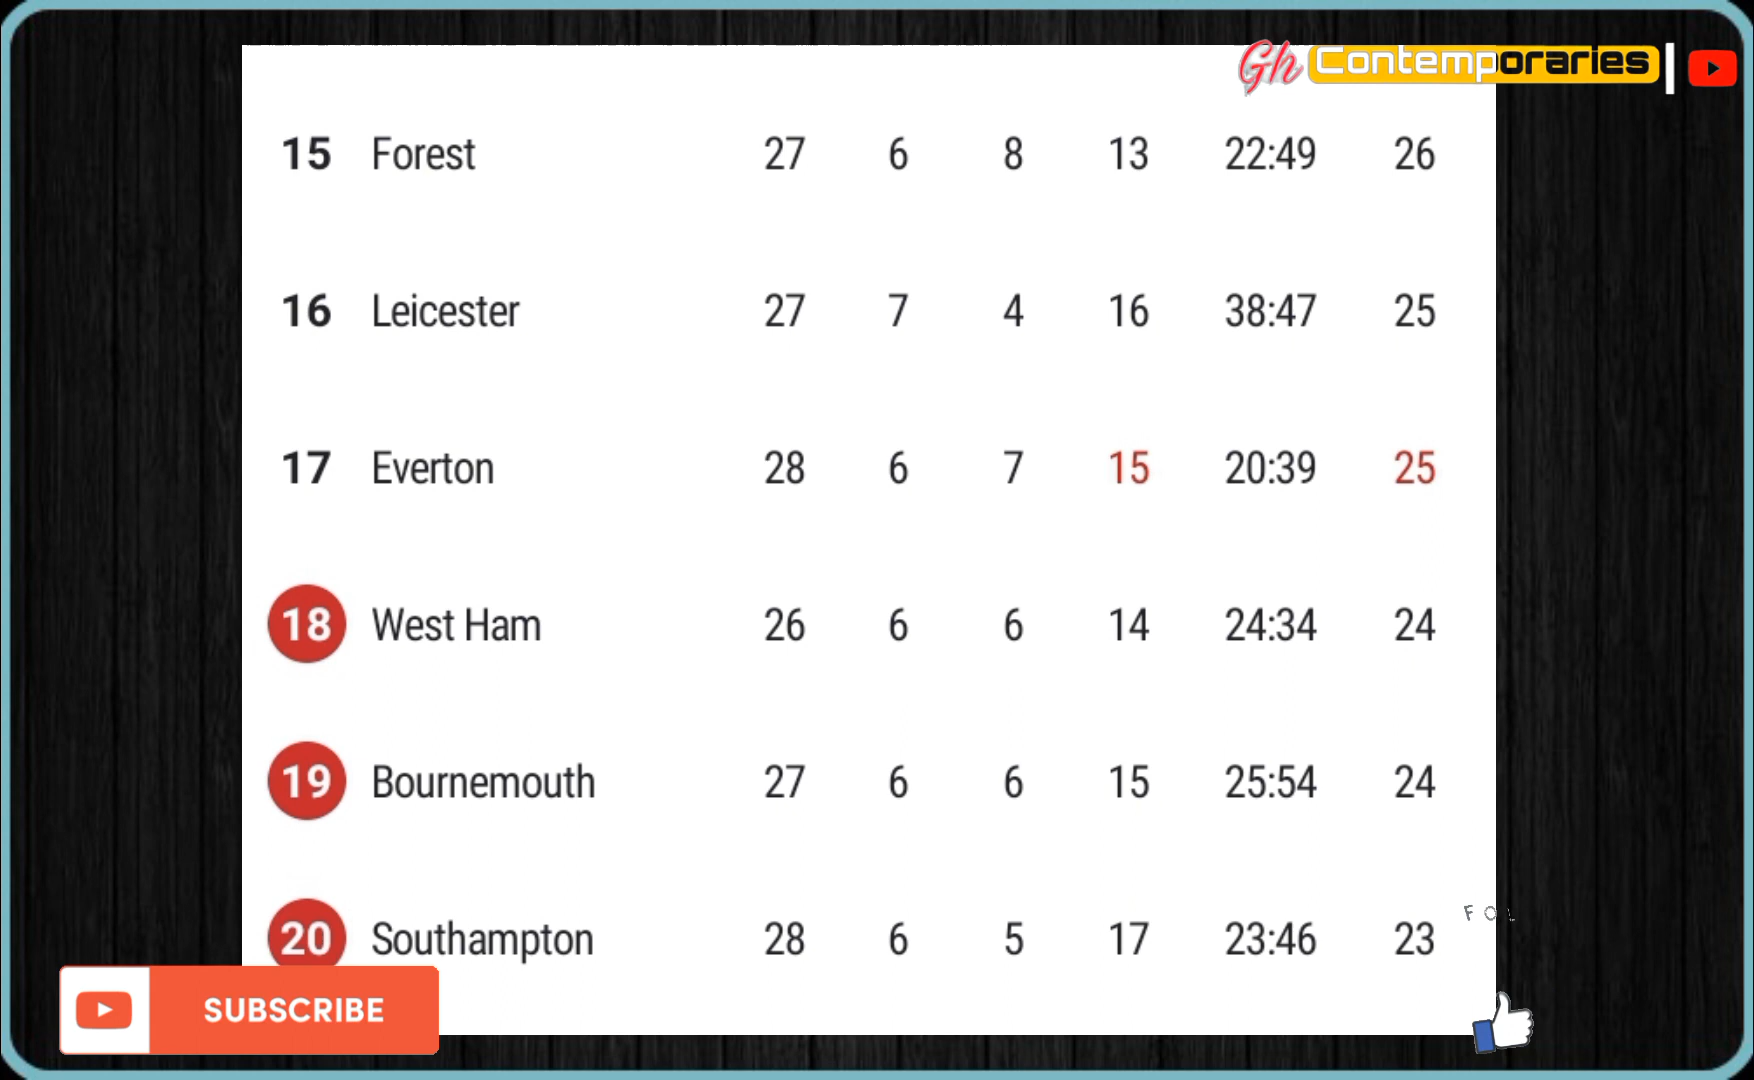 Gh Contemporaries
15 Forest 27 6 8 13 22:49 26
16 Leicester 27 7 4 16 38:47 25
17 Everton 28 6 7 15 20:39 25
18 West Ham 26 6 6 14 24:34 24
19 Bournemouth 27 6 6 15 25:54 24
20 Southampton 28 6 5 17 23:46 23
SUBSCRIBE